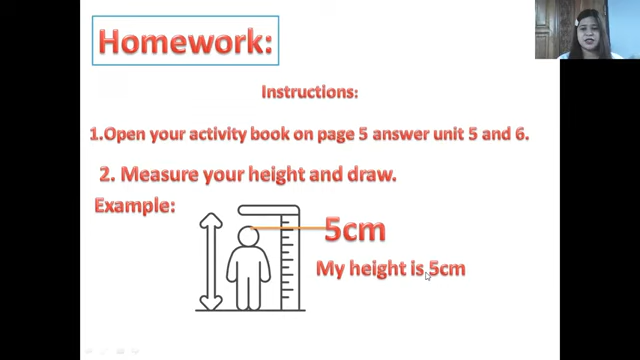 Homework:
Instructions:
1.Open your activity book on page 5 answer unit 5 and 6.
2. Measure your height and draw.
Example:
5cm
My height is 5cm